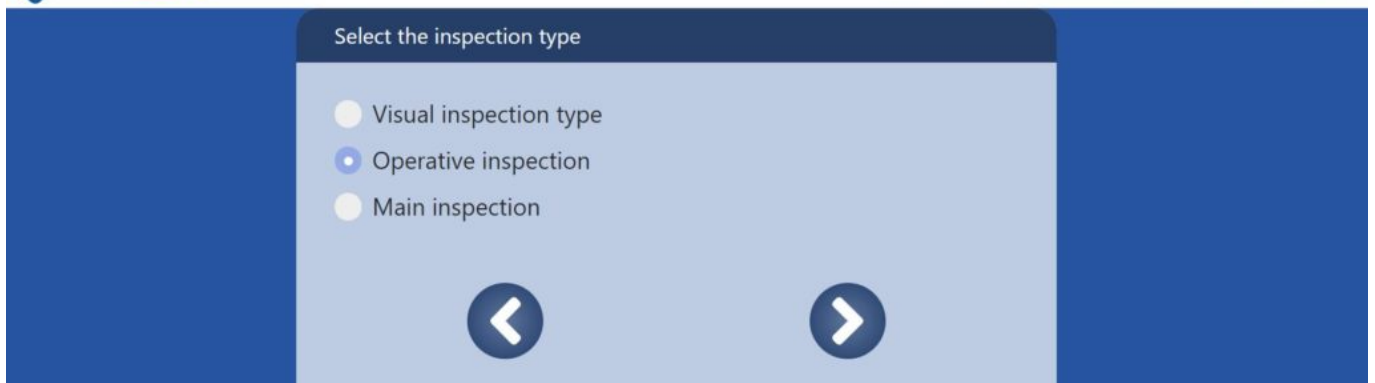 Select the inspection type
Visual inspection type
Operative inspection
Main inspection